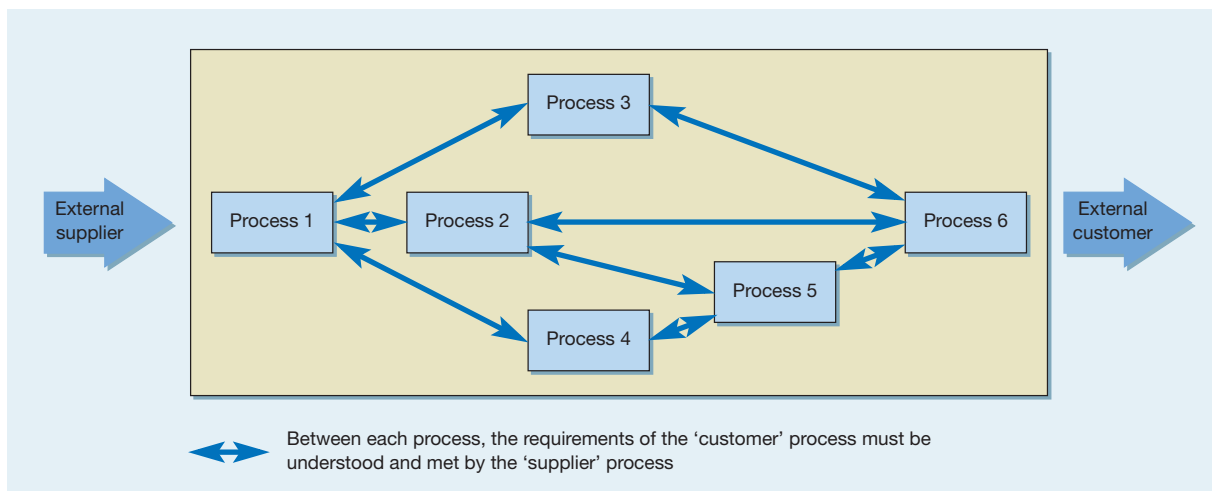 Process 3
External
supplier
Process 1
Process 2
Process 6
External
customer
Process 5
Process 4
Between each process, the requirements of the ‘customer’ process must be
understood and met by the ‘supplier’ process